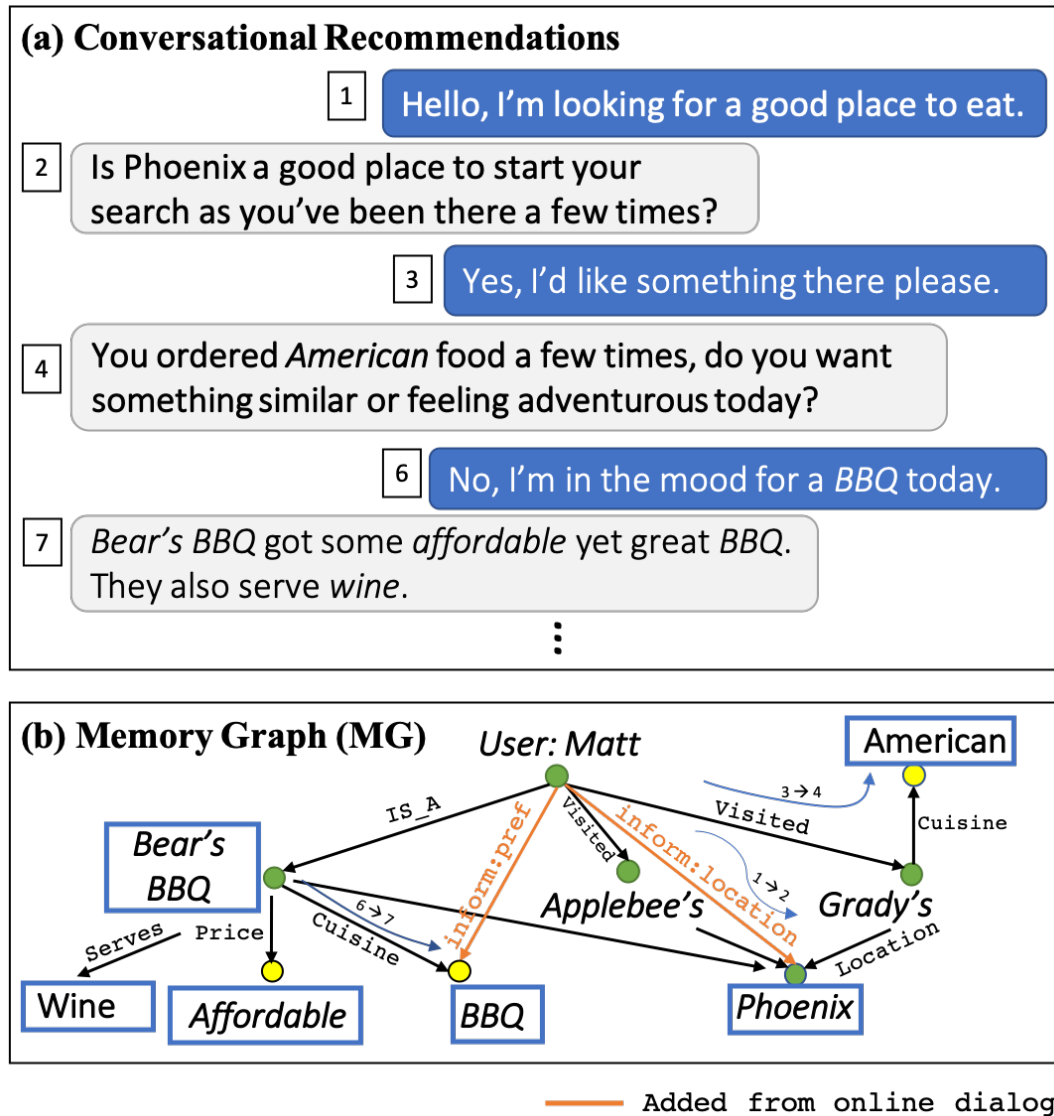 (a) Conversational Recommendations
1
Hello, I'm looking for a good place to eat.
2
Is Phoenix a good place to start your
search as you've been there a few times?
3
Yes, I'd like something there please.
4
You ordered American food a few times, do you want
something similar or feeling adventurous today?
6
No, I'm in the mood for a BBQ today.
7
Bear's BBQ got some affordable yet great BBQ.
They also serve wine.
⋮
(b) Memory Graph (MG)
User: Matt
American
3→4
IS_A
Visited
Visited
Cuisine
inform:pref
inform:location
Bear's
BBQ
1→2
6→7
Applebee's
Grady's
Serves
Price
Cuisine
Location
Wine
Affordable
BBQ
Phoenix
Added from online dialog